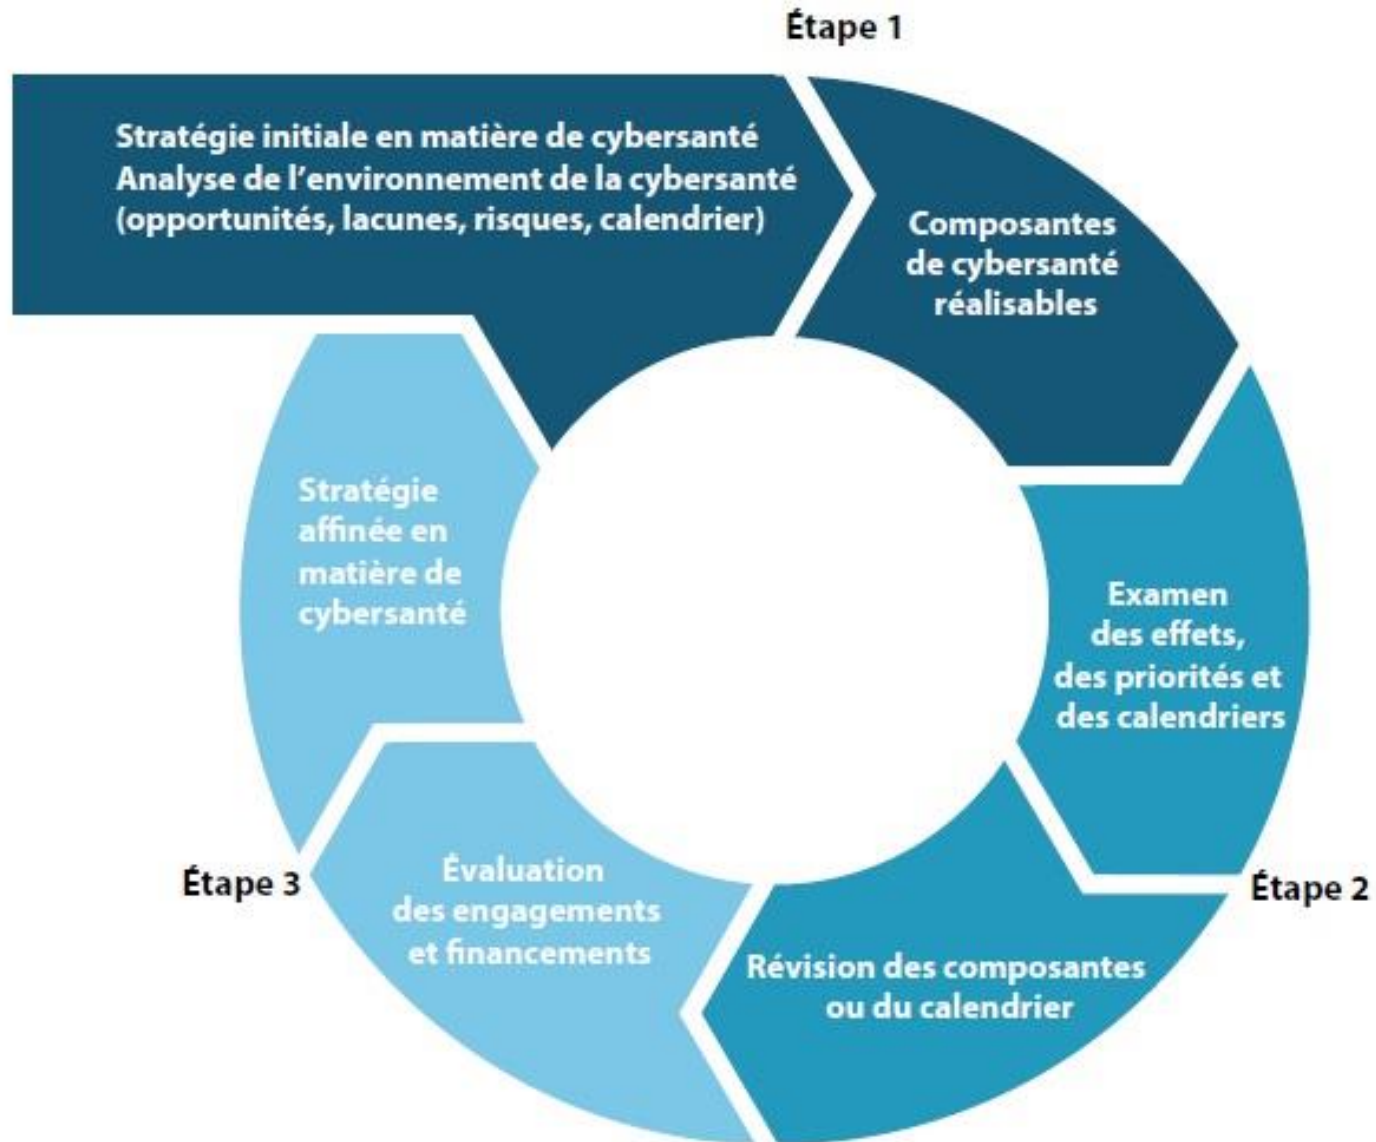 Étape 1
Stratégie initiale en matière de cybersanté
Analyse de l'environnement de la cybersanté
(opportunités, lacunes, risques, calendrier)
Composantes
de cybersanté
réalisables
Examen
des effets,
des priorités et
des calendriers
Étape 2
Révision des composantes
ou du calendrier
Évaluation
des engagements
et financements
Étape 3
Stratégie
affinée en
matière de
cybersanté